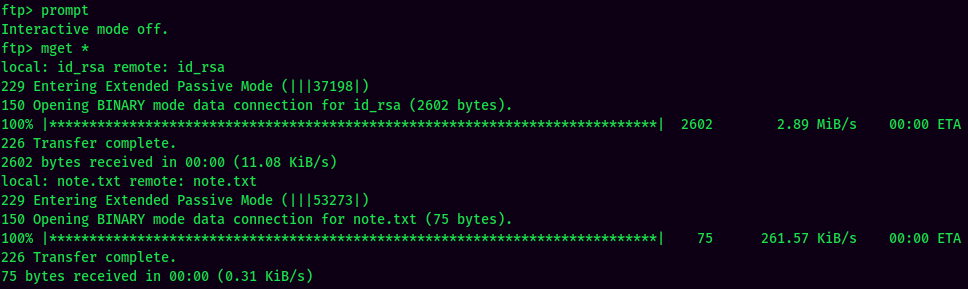 ftp> prompt
Interactive mode off.
ftp> mget *
local: id_rsa remote: id_rsa
229 Entering Extended Passive Mode (|||37198|)
150 Opening BINARY mode data connection for id_rsa (2602 bytes).
100% |***************************************************************************| 2602 2.89 MiB/s 00:00 ETA
226 Transfer complete.
2602 bytes received in 00:00 (11.08 KiB/s)
local: note.txt remote: note.txt
229 Entering Extended Passive Mode (|||53273|)
150 Opening BINARY mode data connection for note.txt (75 bytes).
100% |***************************************************************************| 75 261.57 KiB/s 00:00 ETA
226 Transfer complete.
75 bytes received in 00:00 (0.31 KiB/s)